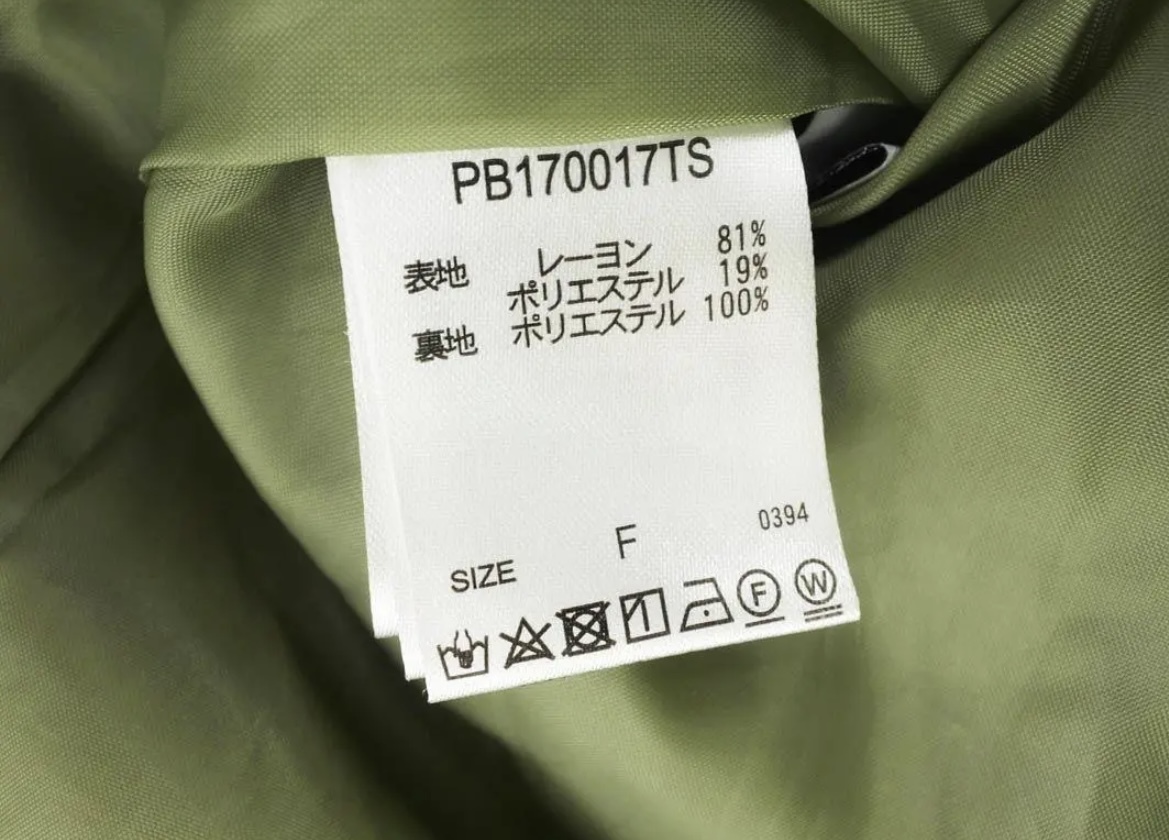 PB170017TS
表地 レーヨン 81%
ポリエステル 19%
裏地 ポリエステル 100%
0394
SIZE F
F W